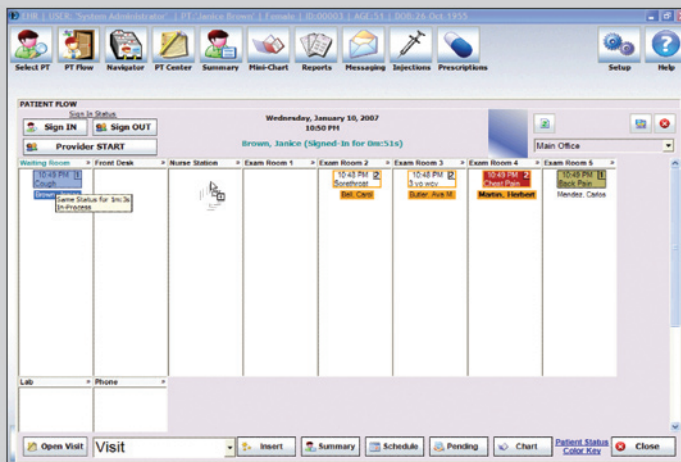 EHR | USER: 'System Administrator' | PT:'Janice Brown' | Female | ID:00003 | AGE:51 | DOB:26 Oct 1955
Select PT PT Flow Navigator PT Center Summary Mini-Chart Reports Messaging Injections Prescriptions Setup Help
PATIENT FLOW
Sign In Status
Sign IN Sign OUT
Provider START
Wednesday, January 10, 2007
10:50 PM
Brown, Janice (Signed-In for 0m:51s)
Main Office
Waiting Room » Front Desk » Nurse Station » Exam Room 1 » Exam Room 2 » Exam Room 3 » Exam Room 4 » Exam Room 5 »
10:49 PM 1 10:48 PM 2 10:48 PM 2 10:49 PM 2 10:49 PM 1
Cough Sorethroat 3 yo wcv Chest Pain Back Pain
Brown, Bell, Carol Butler, Ava M. Martin, Herbert Mendez, Carlos
Same Status for 1m:3s
In-Process
Lab » Phone »
Open Visit Visit Insert Summary Schedule Pending Chart Patient Status Color Key Close